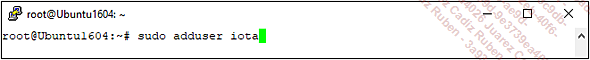 root@Ubuntu1604: ~
root@Ubuntu1604:~# sudo adduser iota